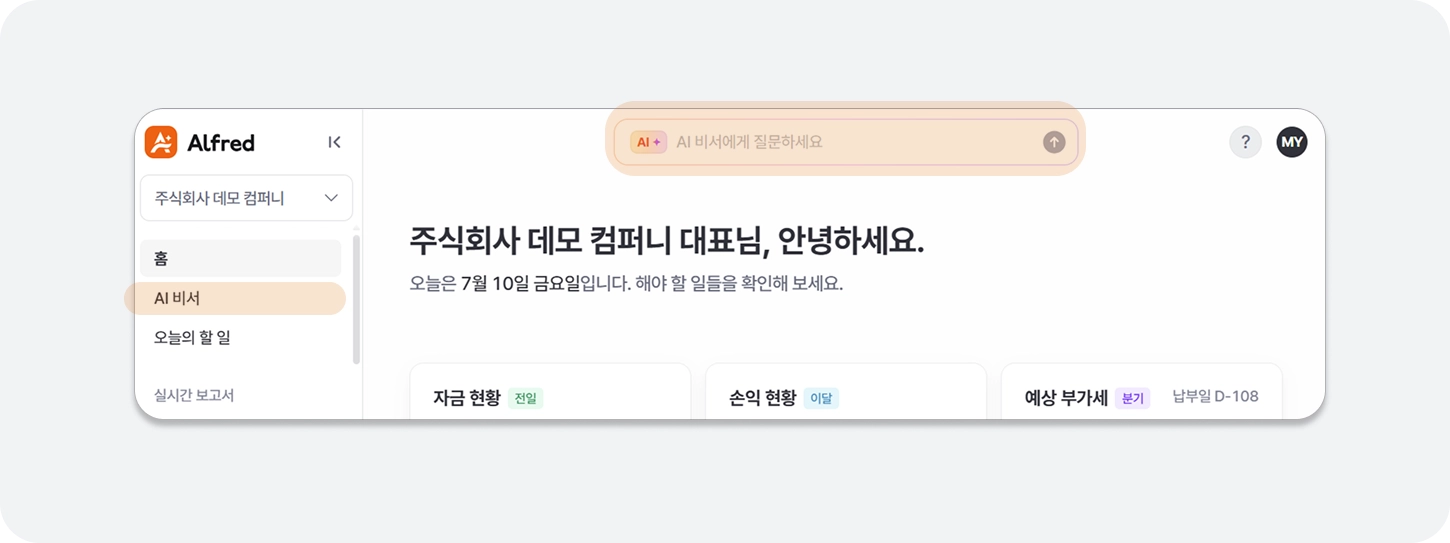 Alfred
주식회사 데모 컴퍼니
홈
AI 비서
오늘의 할 일
실시간 보고서
AI AI 비서에게 질문하세요
? MY
주식회사 데모 컴퍼니 대표님, 안녕하세요.
오늘은 7월 10일 금요일입니다. 해야 할 일들을 확인해 보세요.
자금 현황 전일
손익 현황 이달
예상 부가세 분기 납부일 D-108